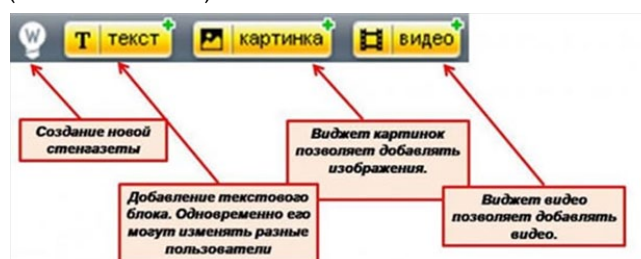 W
T текст
картинка
видео
Создание новой
стенгазеты
Виджет картинок
позволяет добавлять
изображения.
Добавление текстового
блока. Одновременно его
могут изменять разные
пользователи
Виджет видео
позволяет добавлять
видео.